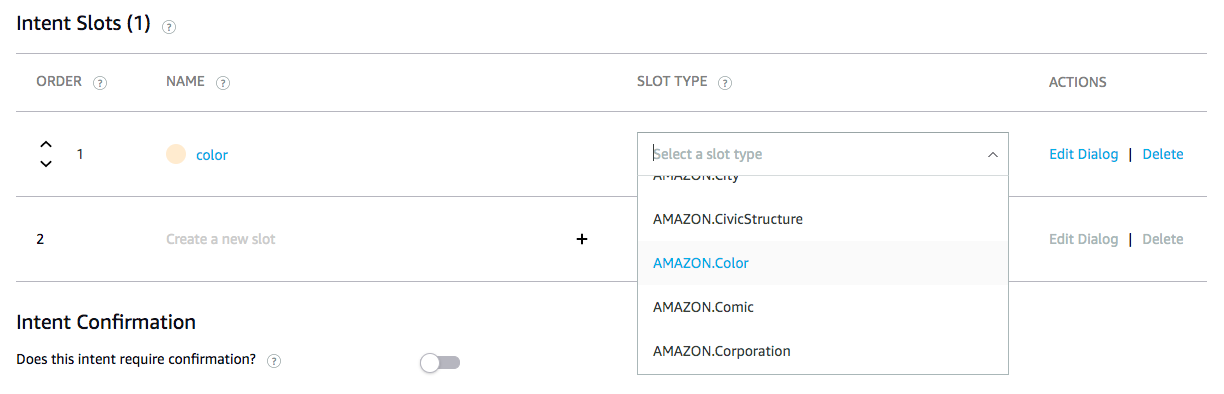 Intent Slots (1) ?
ORDER ? NAME ? SLOT TYPE ? ACTIONS
1 color Select a slot type Edit Dialog | Delete
AMAZON.City
AMAZON.CivicStructure
2 Create a new slot + Edit Dialog | Delete
AMAZON.Color
AMAZON.Comic
Intent Confirmation
AMAZON.Corporation
Does this intent require confirmation? ?